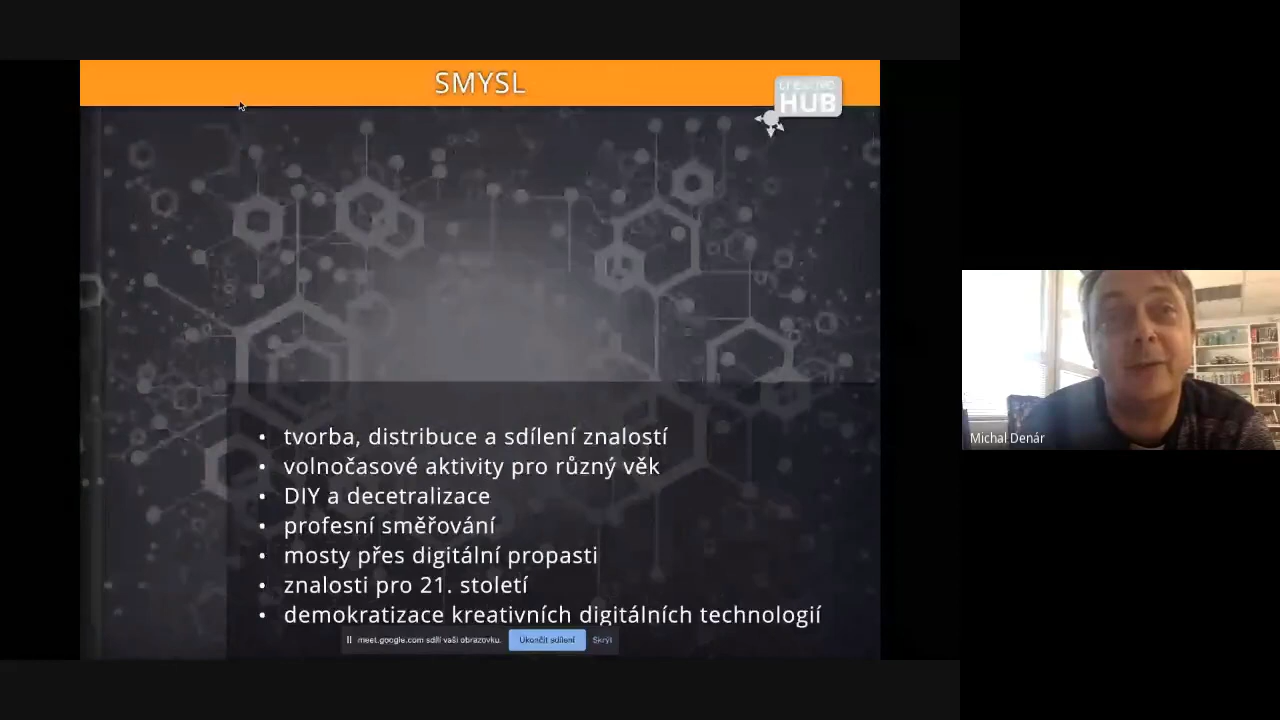 SMYSL
HUB
• tvorba, distribuce a sdílení znalostí
• volnočasové aktivity pro různý věk
• DIY a decetralizace
• profesní směřování
• mosty přes digitální propasti
• znalosti pro 21. století
• demokratizace kreativních digitálních technologií
meet.google.com sdílí vaši obrazovku. Ukončit sdílení Skrýt
Michal Denár